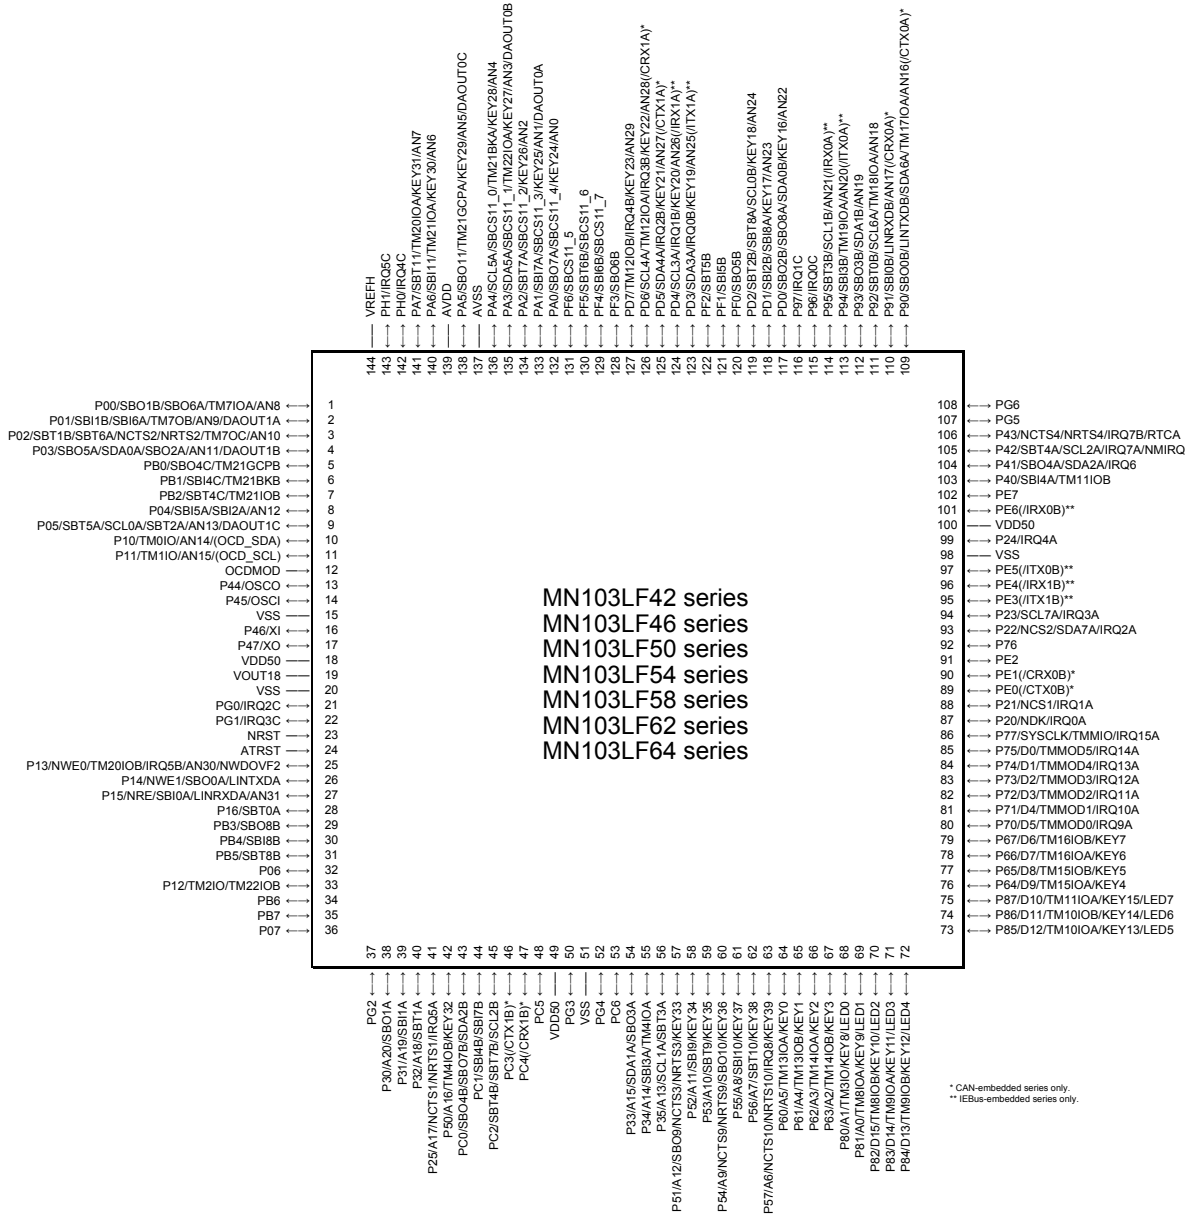 144 VREFH
143 PH1/IRQ5C
142 PH0/IRQ4C
141 PA7/SBT11/TM20IOA/KEY31/AN7
140 PA6/SBI11/TM21IOA/KEY30/AN6
139 AVDD
138 PA5/SBO11/TM21GCPA/KEY29/AN5/DAOUT0C
137 AVSS
136 PA4/SCL5A/SBCS11_0/TM21BKA/KEY28/AN4
135 PA3/SDA5A/SBCS11_1/TM22IOA/KEY27/AN3/DAOUT0B
134 PA2/SBT7A/SBCS11_2/KEY26/AN2
133 PA1/SBI7A/SBCS11_3/KEY25/AN1/DAOUT0A
132 PA0/SBO7A/SBCS11_4/KEY24/AN0
131 PF6/SBCS11_5
130 PF5/SBT6B/SBCS11_6
129 PF4/SBI6B/SBCS11_7
128 PF3/SBO6B
127 PD7/TM12IOB/IRQ4B/KEY23/AN29
126 PD6/SCL4A/TM12IOA/IRQ3B/KEY22/AN28(/CRX1A)*
125 PD5/SDA4A/IRQ2B/KEY21/AN27(/CTX1A)*
124 PD4/SCL3A/IRQ1B/KEY20/AN26(/IRX1A)**
123 PD3/SDA3A/IRQ0B/KEY19/AN25(/ITX1A)**
122 PF2/SBT5B
121 PF1/SBI5B
120 PF0/SBO5B
119 PD2/SBT2B/SBT8A/SCL0B/KEY18/AN24
118 PD1/SBI2B/SBI8A/KEY17/AN23
117 PD0/SBO2B/SBO8A/SDA0B/KEY16/AN22
116 P97/IRQ1C
115 P96/IRQ0C
114 P95/SBT3B/SCL1B/AN21(/IRX0A)**
113 P94/SBI3B/TM19IOA/AN20(/ITX0A)**
112 P93/SBO3B/SDA1B/AN19
111 P92/SBT0B/SCL6A/TM18IOA/AN18
110 P91/SBI0B/LINRXDB/AN17(/CRX0A)*
109 P90/SBO0B/LINTXDB/SDA6A/TM17IOA/AN16(/CTX0A)*
P00/SBO1B/SBO6A/TM7IOA/AN8 1
P01/SBI1B/SBI6A/TM7OB/AN9/DAOUT1A 2
P02/SBT1B/SBT6A/NCTS2/NRTS2/TM7OC/AN10 3
P03/SBO5A/SDA0A/SBO2A/AN11/DAOUT1B 4
PB0/SBO4C/TM21GCPB 5
PB1/SBI4C/TM21BKB 6
PB2/SBT4C/TM21IOB 7
P04/SBI5A/SBI2A/AN12 8
P05/SBT5A/SCL0A/SBT2A/AN13/DAOUT1C 9
P10/TM0IO/AN14/(OCD_SDA) 10
P11/TM1IO/AN15/(OCD_SCL) 11
OCDMOD 12
P44/OSCO 13
P45/OSCI 14
VSS 15
P46/XI 16
P47/XO 17
VDD50 18
VOUT18 19
VSS 20
PG0/IRQ2C 21
PG1/IRQ3C 22
NRST 23
ATRST 24
P13/NWE0/TM20IOB/IRQ5B/AN30/NWDOVF2 25
P14/NWE1/SBO0A/LINTXDA 26
P15/NRE/SBI0A/LINRXDA/AN31 27
P16/SBT0A 28
PB3/SBO8B 29
PB4/SBI8B 30
PB5/SBT8B 31
P06 32
P12/TM2IO/TM22IOB 33
PB6 34
PB7 35
P07 36
MN103LF42 series
MN103LF46 series
MN103LF50 series
MN103LF54 series
MN103LF58 series
MN103LF62 series
MN103LF64 series
108 PG6
107 PG5
106 P43/NCTS4/NRTS4/IRQ7B/RTCA
105 P42/SBT4A/SCL2A/IRQ7A/NMIRQ
104 P41/SBO4A/SDA2A/IRQ6
103 P40/SBI4A/TM11IOB
102 PE7
101 PE6(/IRX0B)**
100 VDD50
99 P24/IRQ4A
98 VSS
97 PE5(/ITX0B)**
96 PE4(/IRX1B)**
95 PE3(/ITX1B)**
94 P23/SCL7A/IRQ3A
93 P22/NCS2/SDA7A/IRQ2A
92 P76
91 PE2
90 PE1(/CRX0B)*
89 PE0(/CTX0B)*
88 P21/NCS1/IRQ1A
87 P20/NDK/IRQ0A
86 P77/SYSCLK/TMMIO/IRQ15A
85 P75/D0/TMMOD5/IRQ14A
84 P74/D1/TMMOD4/IRQ13A
83 P73/D2/TMMOD3/IRQ12A
82 P72/D3/TMMOD2/IRQ11A
81 P71/D4/TMMOD1/IRQ10A
80 P70/D5/TMMOD0/IRQ9A
79 P67/D6/TM16IOB/KEY7
78 P66/D7/TM16IOA/KEY6
77 P65/D8/TM15IOB/KEY5
76 P64/D9/TM15IOA/KEY4
75 P87/D10/TM11IOA/KEY15/LED7
74 P86/D11/TM10IOB/KEY14/LED6
73 P85/D12/TM10IOA/KEY13/LED5
37 PG2
38 P30/A20/SBO1A
39 P31/A19/SBI1A
40 P32/A18/SBT1A
41 P25/A17/NCTS1/NRTS1/IRQ5A
42 P50/A16/TM4IOB/KEY32
43 PC0/SBO4B/SBO7B/SDA2B
44 PC1/SBI4B/SBI7B
45 PC2/SBT4B/SBT7B/SCL2B
46 PC3(/CTX1B)*
47 PC4(/CRX1B)*
48 PC5
49 VDD50
50 PG3
51 VSS
52 PG4
53 PC6
54 P33/A15/SDA1A/SBO3A
55 P34/A14/SBI3A/TM4IOA
56 P35/A13/SCL1A/SBT3A
57 P51/A12/SBO9/NCTS3/NRTS3/KEY33
58 P52/A11/SBI9/KEY34
59 P53/A10/SBT9/KEY35
60 P54/A9/NCTS9/NRTS9/SBO10/KEY36
61 P55/A8/SBI10/KEY37
62 P56/A7/SBT10/KEY38
63 P57/A6/NCTS10/NRTS10/IRQ8/KEY39
64 P60/A5/TM13IOA/KEY0
65 P61/A4/TM13IOB/KEY1
66 P62/A3/TM14IOA/KEY2
67 P63/A2/TM14IOB/KEY3
68 P80/A1/TM3IO/KEY8/LED0
69 P81/A0/TM8IOA/KEY9/LED1
70 P82/D15/TM8IOB/KEY10/LED2
71 P83/D14/TM9IOA/KEY11/LED3
72 P84/D13/TM9IOB/KEY12/LED4
* CAN-embedded series only.
** IEBus-embedded series only.